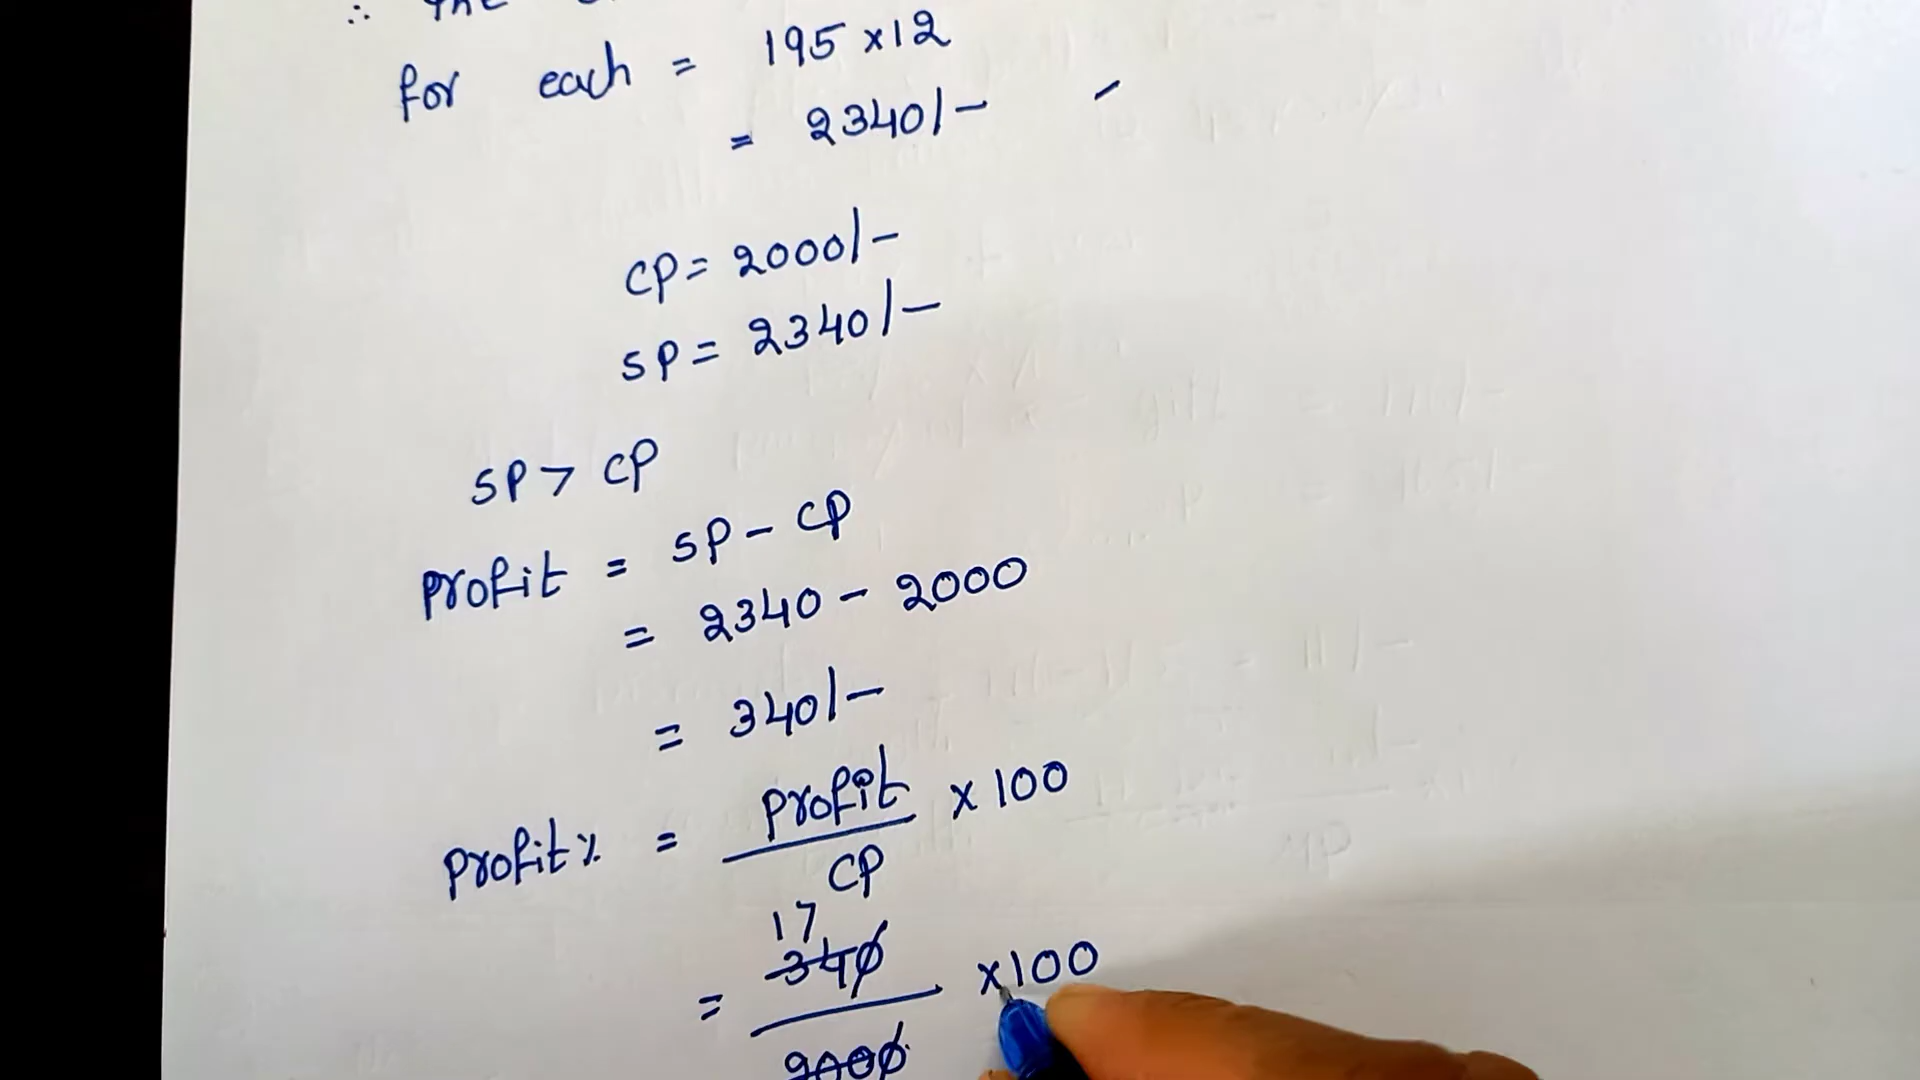 ∴ The
for each = 195 × 12
= 2340/-
CP = 2000/-
SP = 2340/-
SP > CP
Profit = SP - CP
= 2340 - 2000
= 340/-
Profit% = Profit × 100
CP
17
= 340 × 100
2000